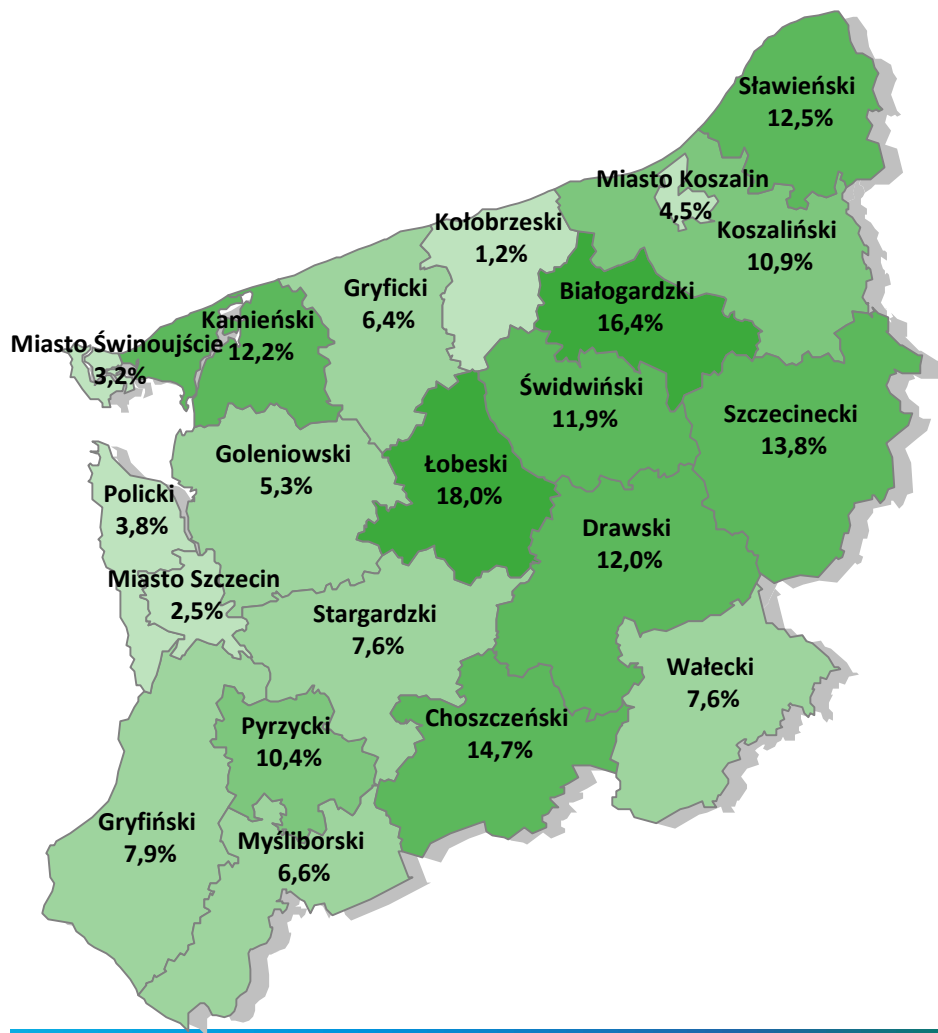 Sławieński
12,5%
Miasto Koszalin
4,5%
Kołobrzeski
1,2%
Koszaliński
10,9%
Gryficki
6,4%
Białogardzki
16,4%
Kamieński
12,2%
Miasto Świnoujście
3,2%
Świdwiński
11,9%
Szczecinecki
13,8%
Goleniowski
5,3%
Łobeski
18,0%
Policki
3,8%
Drawski
12,0%
Miasto Szczecin
2,5%
Stargardzki
7,6%
Wałecki
7,6%
Choszczeński
14,7%
Pyrzycki
10,4%
Gryfiński
7,9%
Myśliborski
6,6%